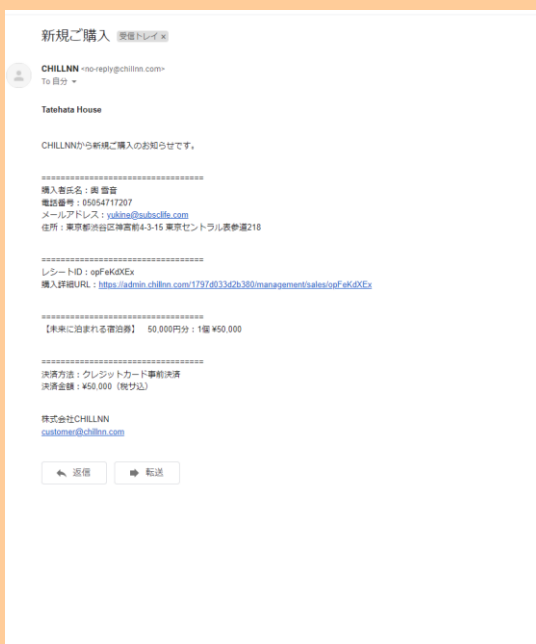 新規ご購入 受信トレイ ×
CHILLNN <no-reply@chillnn.com>
To 自分
Tatehata House
CHILLNNから新規ご購入のお知らせです。
==================================
購入者氏名：奥 雪音
電話番号：05054717207
メールアドレス：yukine@subsclife.com
住所：東京都渋谷区神宮前4-3-15 東京セントラル表参道218
==================================
レシートID：opFeKdXEx
購入詳細URL：https://admin.chillnn.com/1797d033d2b380/management/sales/opFeKdXEx
==================================
【未来に泊まれる宿泊券】 50,000円分：1個 ¥50,000
==================================
決済方法：クレジットカード事前決済
決済金額：¥50,000（税サ込）
株式会社CHILLNN
customer@chillnn.com
返信 転送